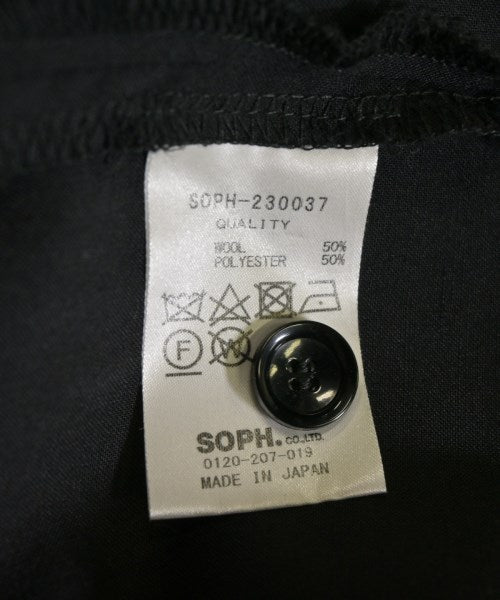 SOPH-230037
QUALITY
WOOL 50%
POLYESTER 50%
F W
SOPH. CO.,LTD.
0120-207-019
MADE IN JAPAN